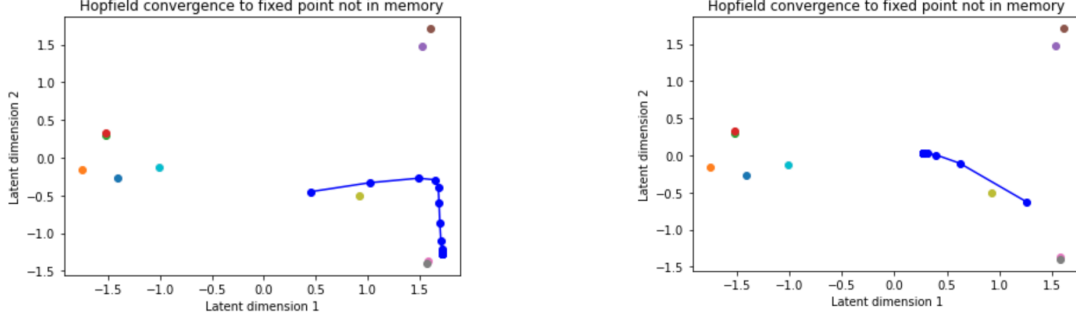 Hopfield convergence to fixed point not in memory
1.5
1.0
0.5
0.0
−0.5
−1.0
−1.5
Latent dimension 2
−1.5 −1.0 −0.5 0.0 0.5 1.0 1.5
Latent dimension 1
Hopfield convergence to fixed point not in memory
1.5
1.0
0.5
0.0
−0.5
−1.0
−1.5
Latent dimension 2
−1.5 −1.0 −0.5 0.0 0.5 1.0 1.5
Latent dimension 1